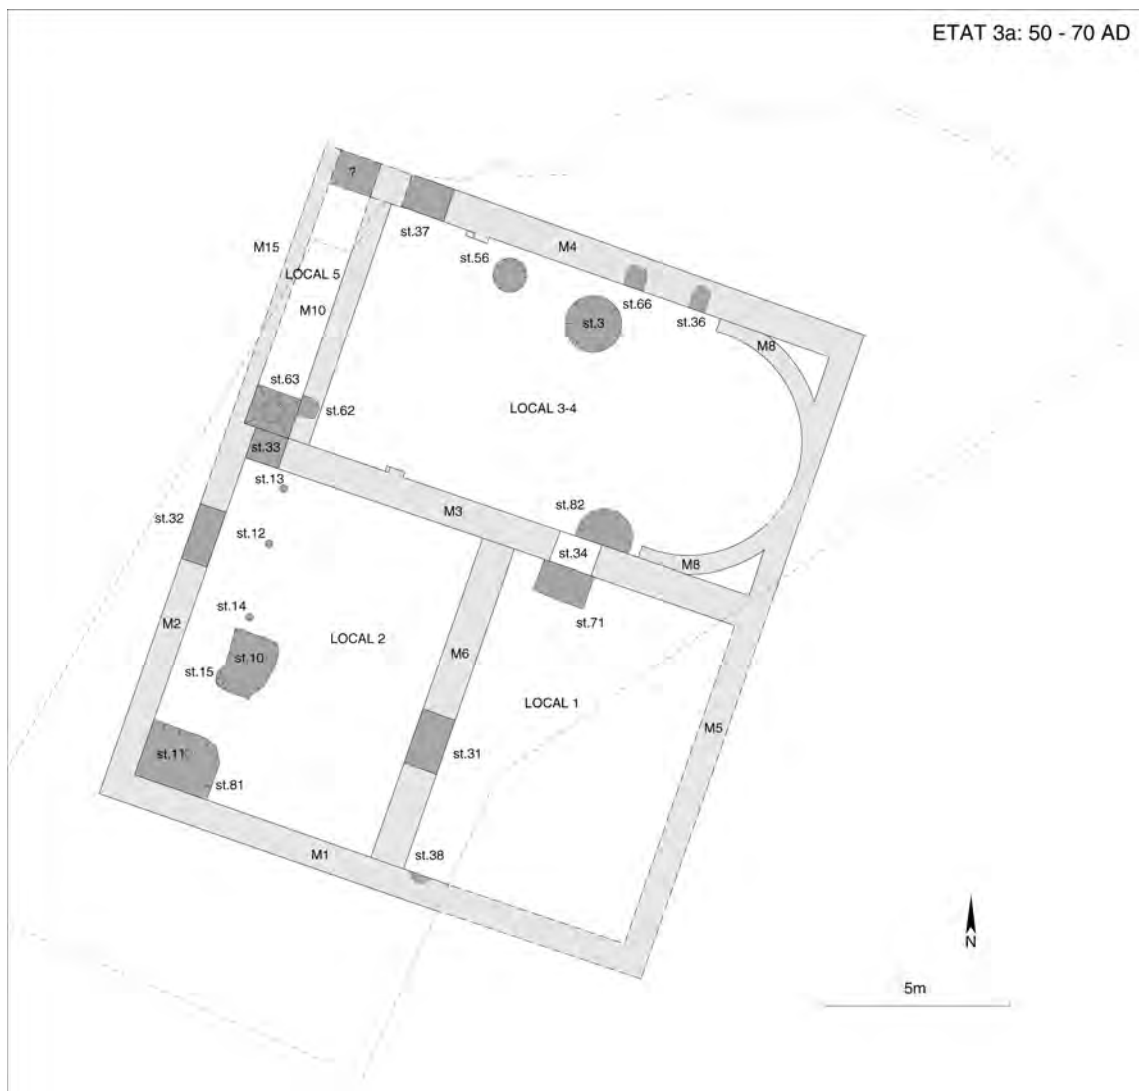 ETAT 3a: 50 - 70 AD
?
st.37
st.56
M4
M15
LOCAL 5
M10
st.66
st.3
st.36
M8
st.63
st.62
LOCAL 3-4
st.33
st.13
st.82
M3
st.32
st.12
st.34
M8
st.14
st.71
M2
LOCAL 2
M6
st.10
st.15
LOCAL 1
M5
st.11
st.31
st.81
M1
st.38
N
5m